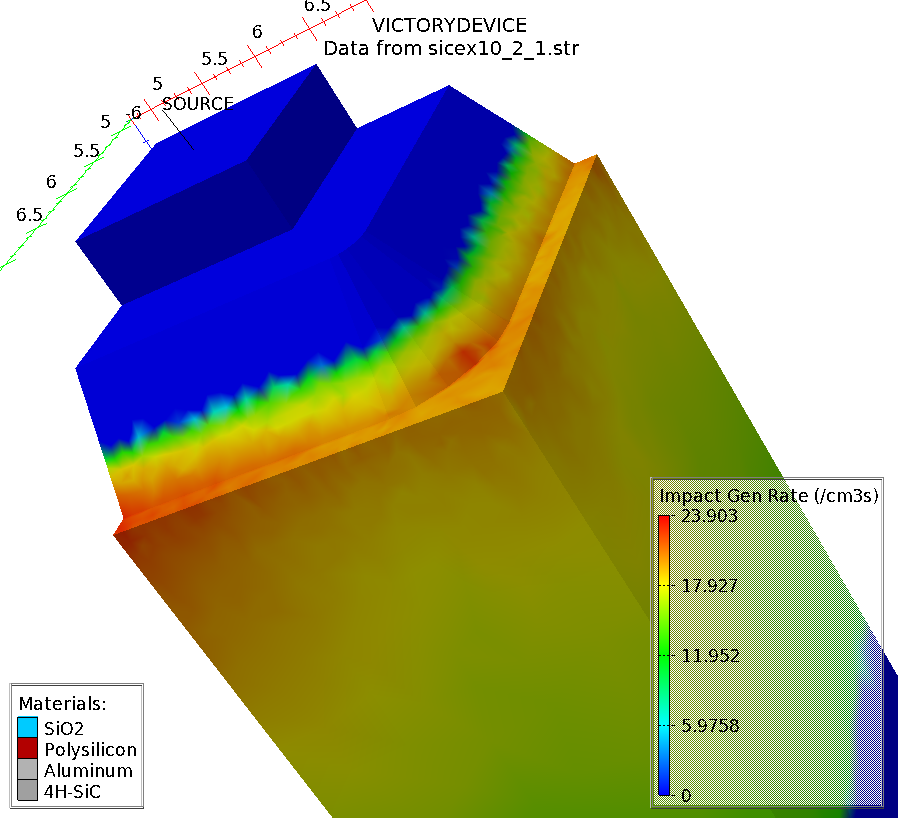 6.5
VICTORYDEVICE
Data from sicex10_2_1.str
6
5.5
5
SOURCE
-6
5
5.5
6
6.5
Impact Gen Rate (/cm3s)
23.903
17.927
11.952
5.9758
0
Materials:
SiO2
Polysilicon
Aluminum
4H-SiC